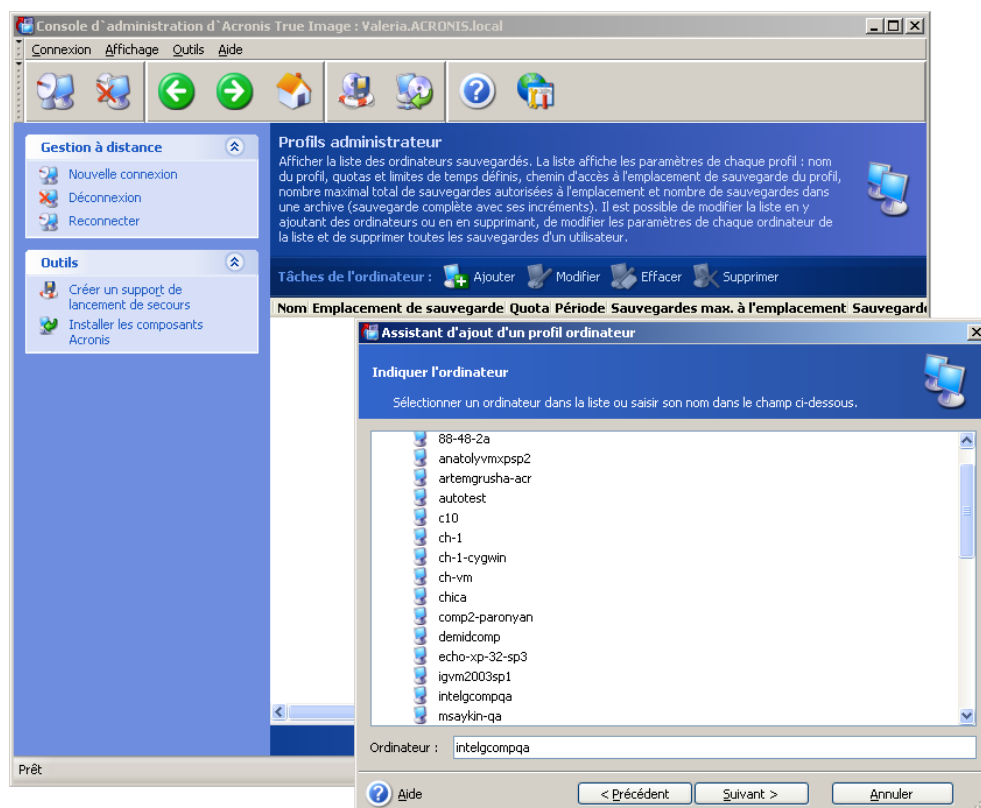 Console d`administration d`Acronis True Image : Valeria.ACRONIS.local
Connexion Affichage Outils Aide
Gestion à distance
Nouvelle connexion
Déconnexion
Reconnecter
Outils
Créer un support de
lancement de secours
Installer les composants
Acronis
Profils administrateur
Afficher la liste des ordinateurs sauvegardés. La liste affiche les paramètres de chaque profil : nom
du profil, quotas et limites de temps définis, chemin d'accès à l'emplacement de sauvegarde du profil,
nombre maximal total de sauvegardes autorisées à l'emplacement et nombre de sauvegardes dans
une archive (sauvegarde complète avec ses incréments). Il est possible de modifier la liste en y
ajoutant des ordinateurs ou en en supprimant, de modifier les paramètres de chaque ordinateur de
la liste et de supprimer toutes les sauvegardes d'un utilisateur.
Tâches de l'ordinateur : Ajouter Modifier Effacer Supprimer
Nom Emplacement de sauvegarde Quota Période Sauvegardes max. à l'emplacement Sauvegard
Assistant d'ajout d'un profil ordinateur
Indiquer l'ordinateur
Sélectionner un ordinateur dans la liste ou saisir son nom dans le champ ci-dessous.
88-48-2a
anatolyvmxpsp2
artemgrusha-acr
autotest
c10
ch-1
ch-1-cygwin
ch-vm
chica
comp2-paronyan
demidcomp
echo-xp-32-sp3
igvm2003sp1
intelgcompqa
msaykin-qa
Ordinateur : intelgcompqa
Aide < Précédent Suivant > Annuler
Prêt